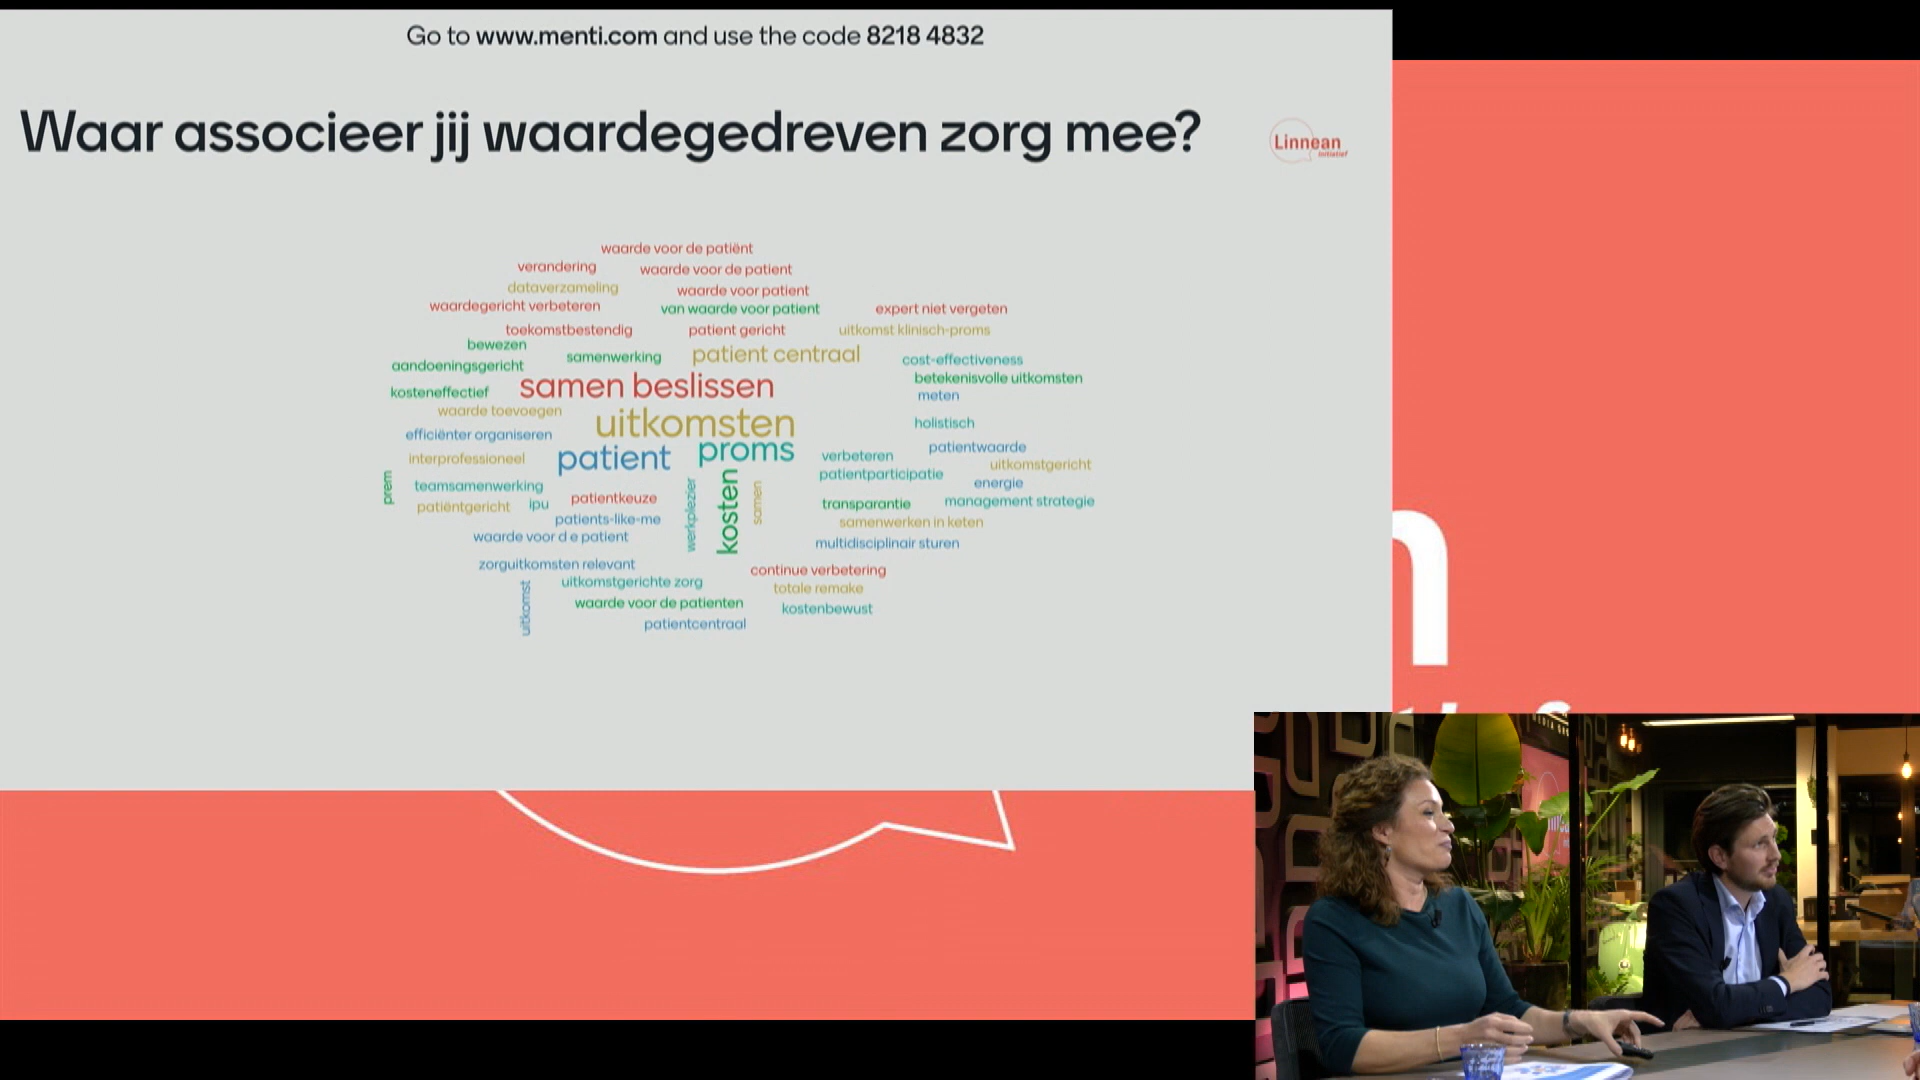 Go to www.menti.com and use the code 8218 4832
Waar associeer jij waardegedreven zorg mee?
Linnean
initiatief
waarde voor de patiënt
verandering
waarde voor de patient
dataverzameling
waarde voor patient
waardegericht verbeteren
van waarde voor patient
expert niet vergeten
toekomstbestendig
patient gericht
uitkomst klinisch-proms
bewezen
samenwerking
patient centraal
cost-effectiveness
aandoeningsgericht
betekenisvolle uitkomsten
samen beslissen
kosteneffectief
meten
waarde toevoegen
uitkomsten
holistisch
efficiënter organiseren
patientwaarde
proms
interprofessioneel
patient
verbeteren
uitkomstgericht
patientparticipatie
prem
teamsamenwerking
energie
patiëntgericht
ipu
patientkeuze
werkplezier
kosten
samen
transparantie
management strategie
patients-like-me
samenwerken in keten
waarde voor d e patient
multidisciplinair sturen
zorguitkomsten relevant
continue verbetering
uitkomst
uitkomstgerichte zorg
totale remake
waarde voor de patienten
kostenbewust
patientcentraal
n